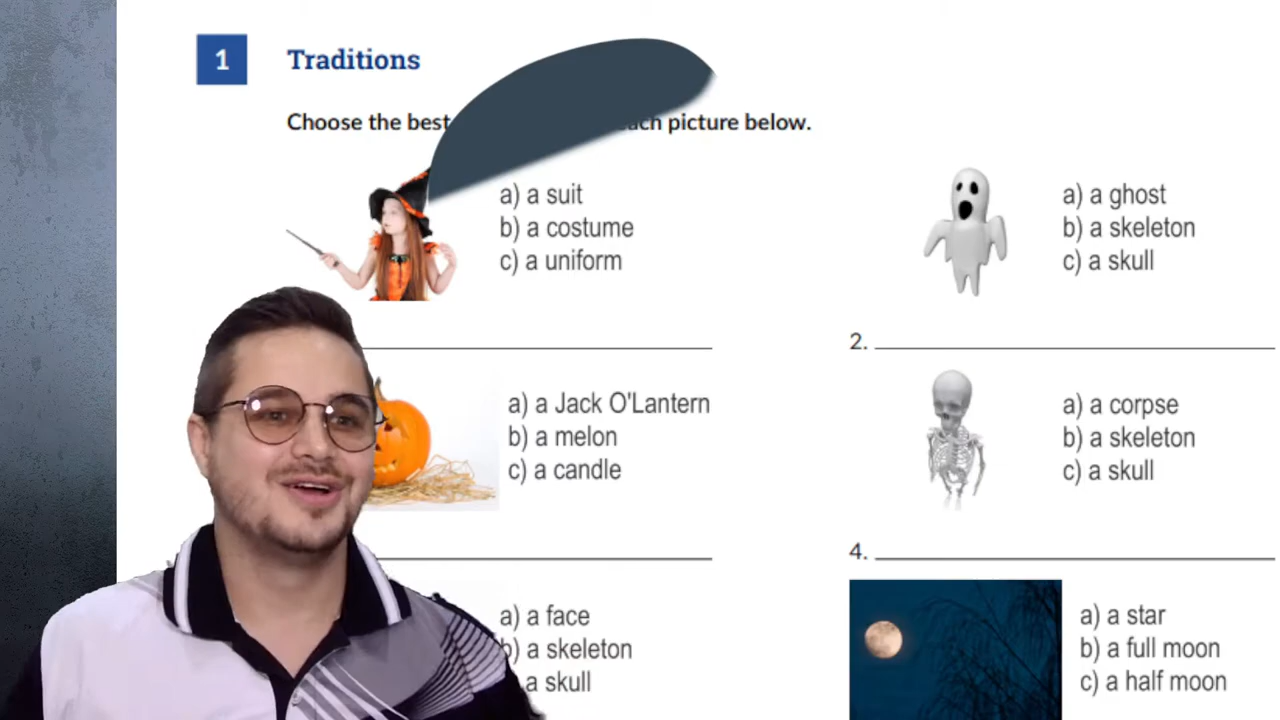 1
Traditions
Choose the best each picture below.
a) a suit
b) a costume
c) a uniform
a) a ghost
b) a skeleton
c) a skull
2.
a) a Jack O'Lantern
b) a melon
c) a candle
a) a corpse
b) a skeleton
c) a skull
4.
a) a face
b) a skeleton
a skull
a) a star
b) a full moon
c) a half moon